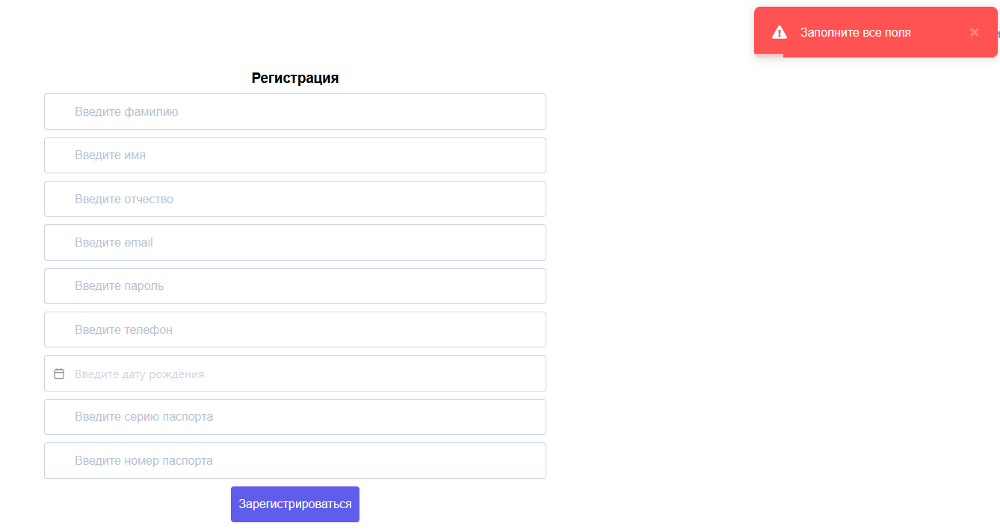 Заполните все поля
Регистрация
Введите фамилию
Введите имя
Введите отчество
Введите email
Введите пароль
Введите телефон
Введите дату рождения
Введите серию паспорта
Введите номер паспорта
Зарегистрироваться